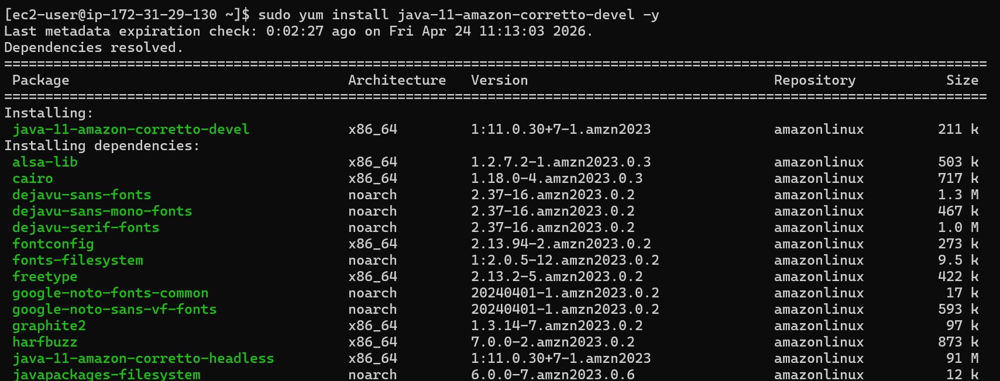 [ec2-user@ip-172-31-29-130 ~]$ sudo yum install java-11-amazon-corretto-devel -y
Last metadata expiration check: 0:02:27 ago on Fri Apr 24 11:13:03 2026.
Dependencies resolved.
========================================================================================================================
Package Architecture Version Repository Size
========================================================================================================================
Installing:
java-11-amazon-corretto-devel x86_64 1:11.0.30+7-1.amzn2023 amazonlinux 211 k
Installing dependencies:
alsa-lib x86_64 1.2.7.2-1.amzn2023.0.3 amazonlinux 503 k
cairo x86_64 1.18.0-4.amzn2023.0.3 amazonlinux 717 k
dejavu-sans-fonts noarch 2.37-16.amzn2023.0.2 amazonlinux 1.3 M
dejavu-sans-mono-fonts noarch 2.37-16.amzn2023.0.2 amazonlinux 467 k
dejavu-serif-fonts noarch 2.37-16.amzn2023.0.2 amazonlinux 1.0 M
fontconfig x86_64 2.13.94-2.amzn2023.0.2 amazonlinux 273 k
fonts-filesystem noarch 1:2.0.5-12.amzn2023.0.2 amazonlinux 9.5 k
freetype x86_64 2.13.2-5.amzn2023.0.2 amazonlinux 422 k
google-noto-fonts-common noarch 20240401-1.amzn2023.0.2 amazonlinux 17 k
google-noto-sans-vf-fonts noarch 20240401-1.amzn2023.0.2 amazonlinux 593 k
graphite2 x86_64 1.3.14-7.amzn2023.0.2 amazonlinux 97 k
harfbuzz x86_64 7.0.0-2.amzn2023.0.2 amazonlinux 873 k
java-11-amazon-corretto-headless x86_64 1:11.0.30+7-1.amzn2023 amazonlinux 91 M
javapackages-filesystem noarch 6.0.0-7.amzn2023.0.6 amazonlinux 12 k